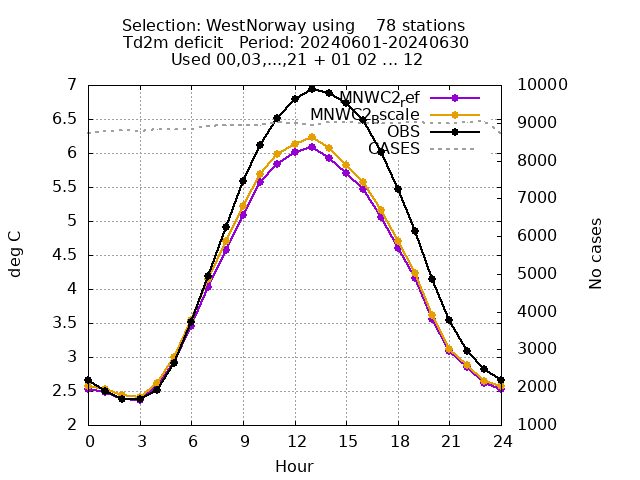 Selection: WestNorway using 78 stations
Td2m deficit Period: 20240601-20240630
Used 00,03,...,21 + 01 02 ... 12
MNWC2ref
MNWC2Bscale
OBS
CASES
7
6.5
6
5.5
5
4.5
4
3.5
3
2.5
2
10000
9000
8000
7000
6000
5000
4000
3000
2000
1000
deg C
No cases
0 3 6 9 12 15 18 21 24
Hour